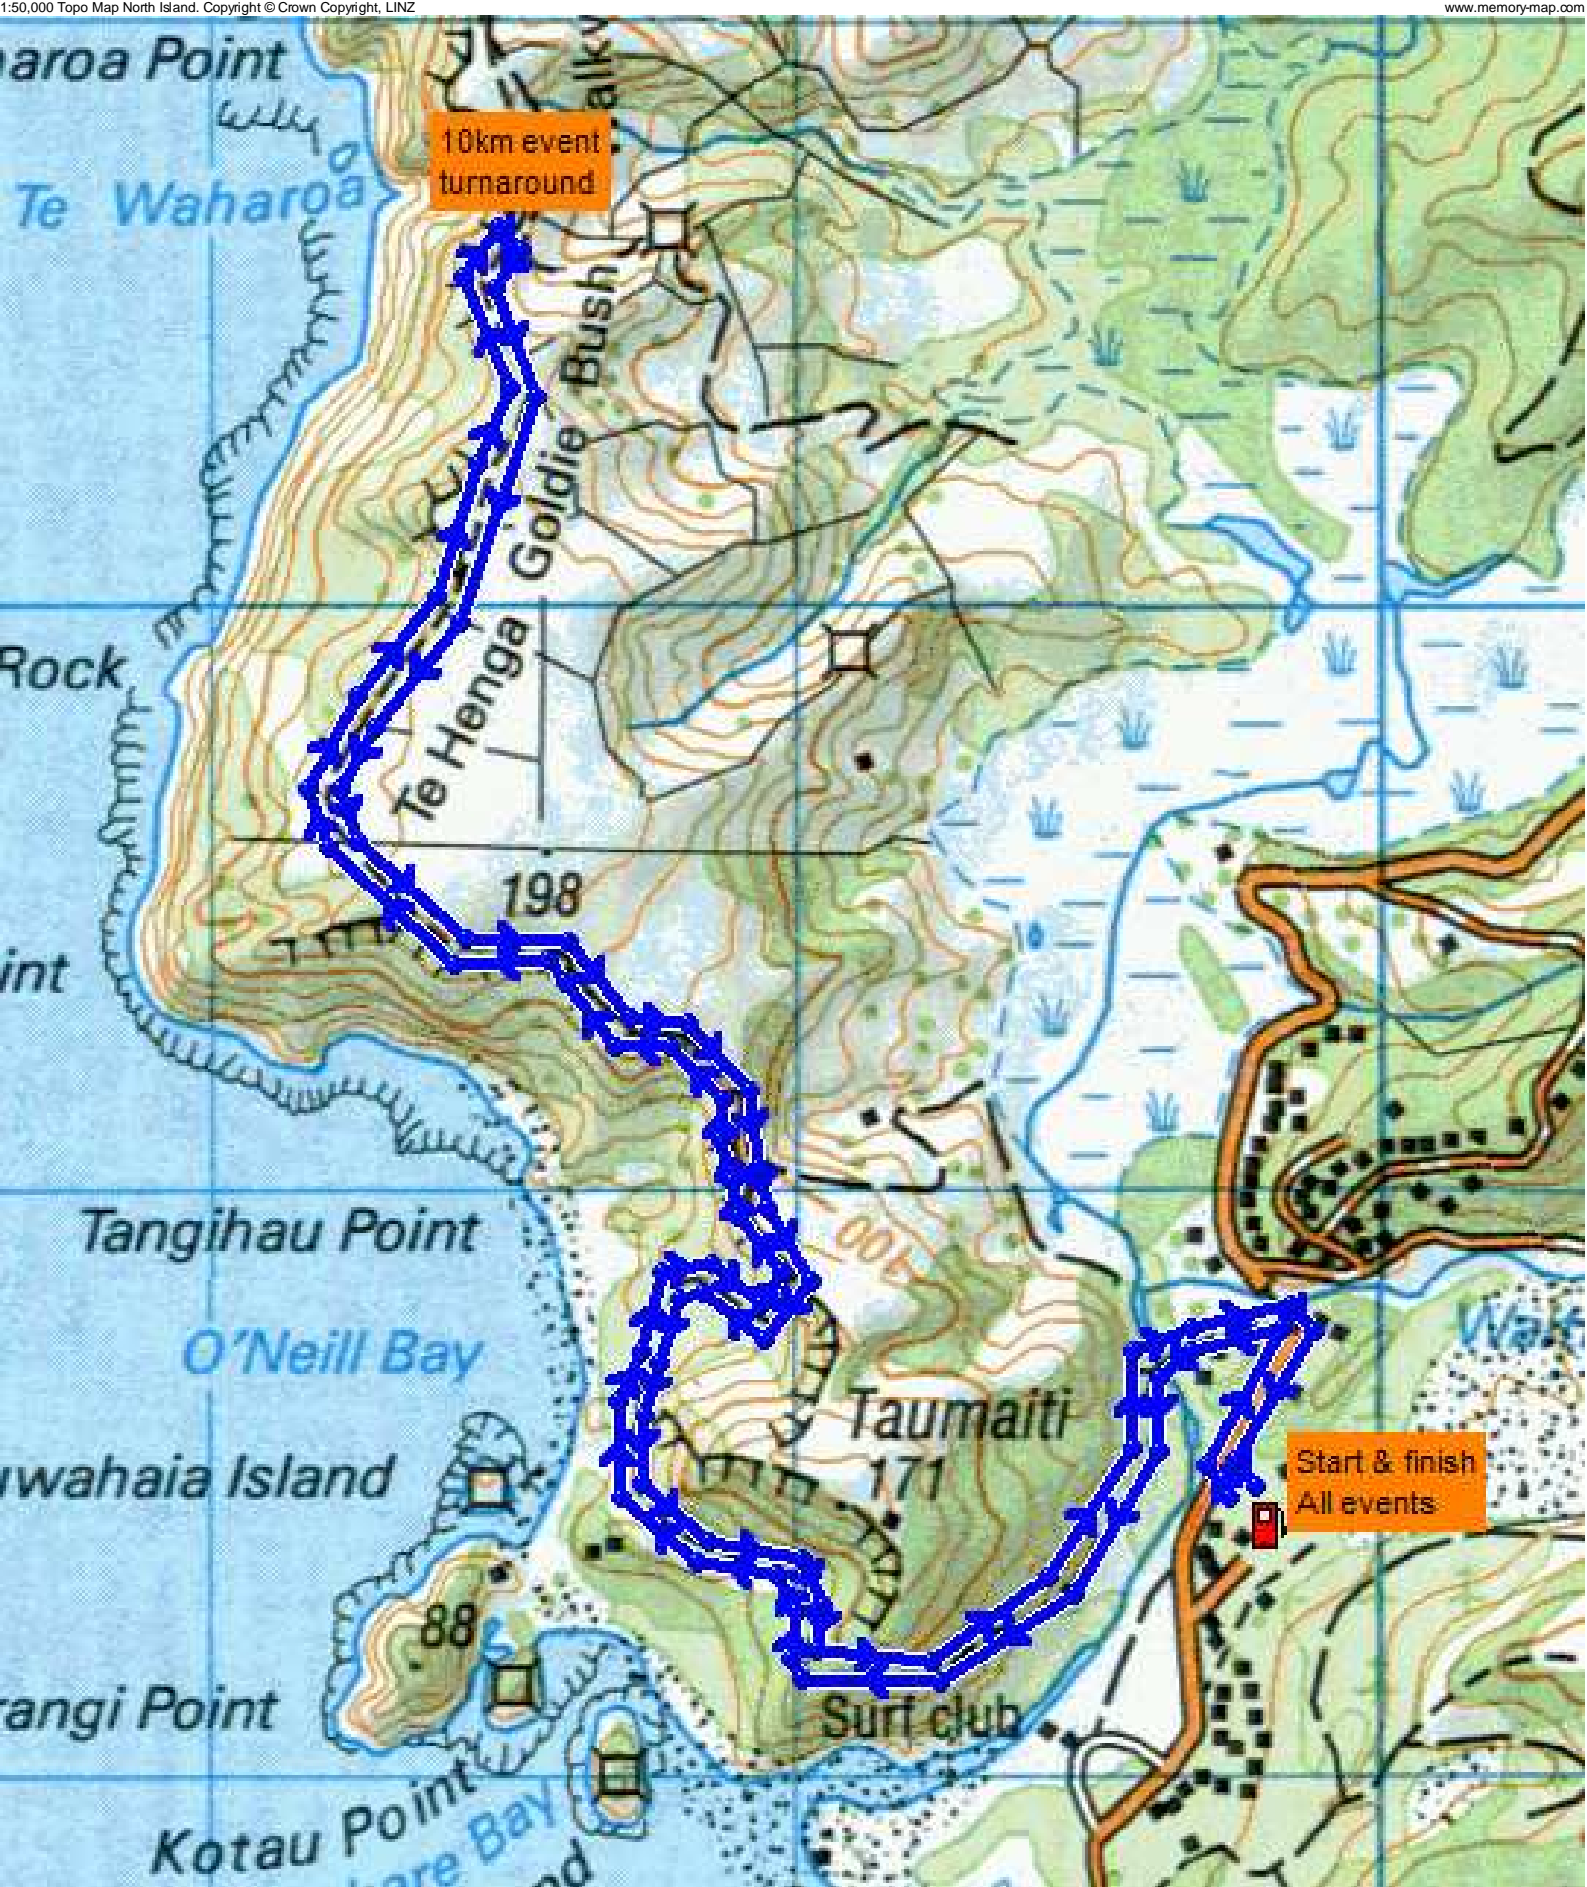 1:50,000 Topo Map North Island. Copyright © Crown Copyright, LINZ
www.memory-map.com
aroa Point
10km event
turnaround
Te Waharoa
Te Henga Goldie Bush
Rock
198
int
Tangihau Point
100
O'Neill Bay
Taumaiti
171
wahaia Island
Start & finish
All events
88
angi Point
Surf club
Kotau Point
Bay